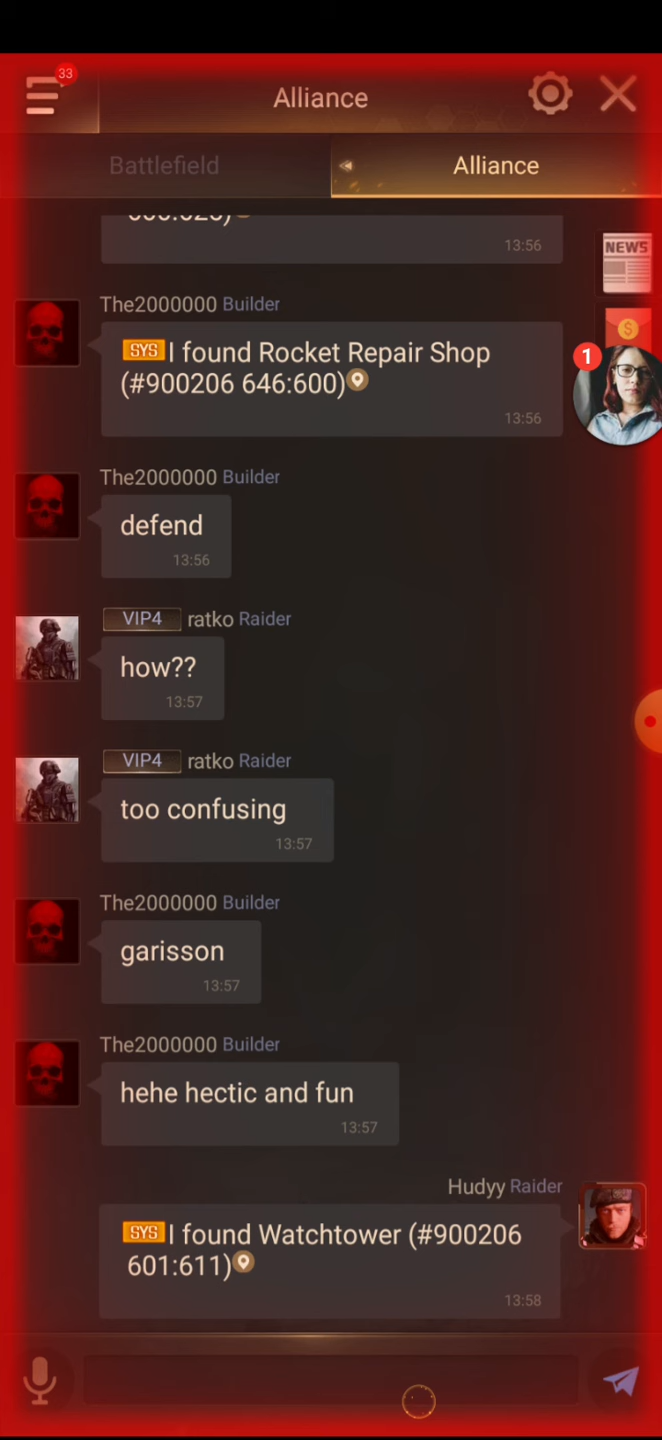 33
Alliance
Battlefield
Alliance
13:56
NEWS
The2000000 Builder
SYS I found Rocket Repair Shop
(#900206 646:600)
13:56
1
The2000000 Builder
defend
13:56
VIP4 ratko Raider
how??
13:57
VIP4 ratko Raider
too confusing
13:57
The2000000 Builder
garisson
13:57
The2000000 Builder
hehe hectic and fun
13:57
Hudyy Raider
SYS I found Watchtower (#900206
601:611)
13:58